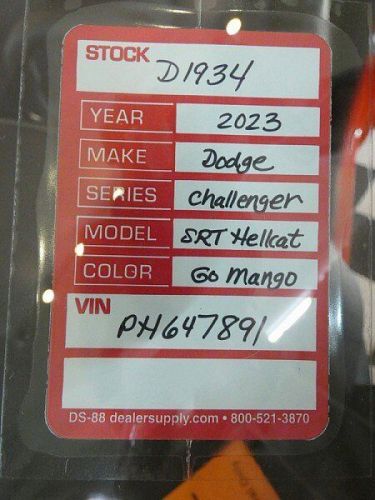 STOCK
D1934
YEAR 2023
MAKE Dodge
SERIES Challenger
MODEL SRT Hellcat
COLOR Go Mango
VIN
PH647891
DS-88 dealersupply.com • 800-521-3870